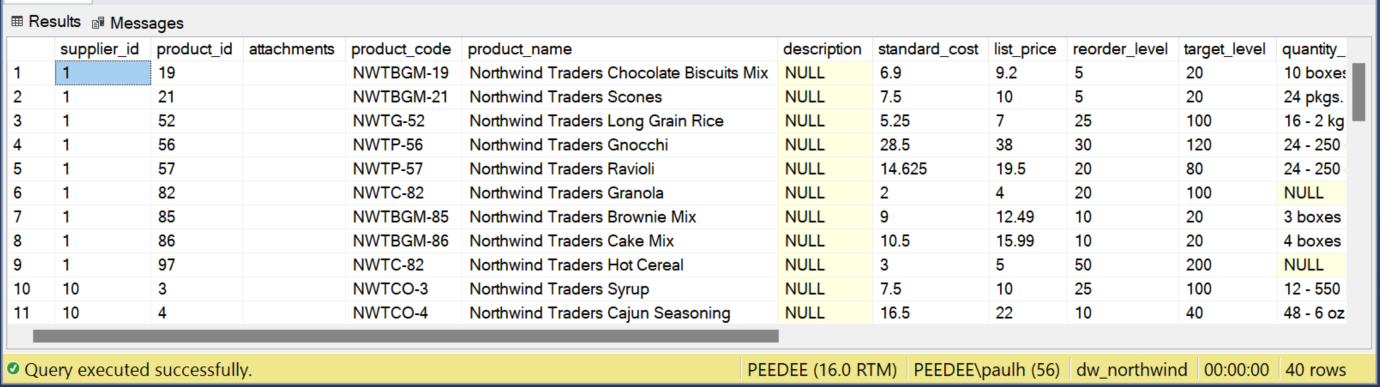 Results Messages
supplier_id product_id attachments product_code product_name description standard_cost list_price reorder_level target_level quantity_
1 1 19 NWTBGM-19 Northwind Traders Chocolate Biscuits Mix NULL 6.9 9.2 5 20 10 boxes
2 1 21 NWTBGM-21 Northwind Traders Scones NULL 7.5 10 5 20 24 pkgs.
3 1 52 NWTG-52 Northwind Traders Long Grain Rice NULL 5.25 7 25 100 16 - 2 kg
4 1 56 NWTP-56 Northwind Traders Gnocchi NULL 28.5 38 30 120 24 - 250
5 1 57 NWTP-57 Northwind Traders Ravioli NULL 14.625 19.5 20 80 24 - 250
6 1 82 NWTC-82 Northwind Traders Granola NULL 2 4 20 100 NULL
7 1 85 NWTBGM-85 Northwind Traders Brownie Mix NULL 9 12.49 10 20 3 boxes
8 1 86 NWTBGM-86 Northwind Traders Cake Mix NULL 10.5 15.99 10 20 4 boxes
9 1 97 NWTC-82 Northwind Traders Hot Cereal NULL 3 5 50 200 NULL
10 10 3 NWTCO-3 Northwind Traders Syrup NULL 7.5 10 25 100 12 - 550
11 10 4 NWTCO-4 Northwind Traders Cajun Seasoning NULL 16.5 22 10 40 48 - 6 oz
Query executed successfully. PEEDEE (16.0 RTM) PEEDEE\paulh (56) dw_northwind 00:00:00 40 rows